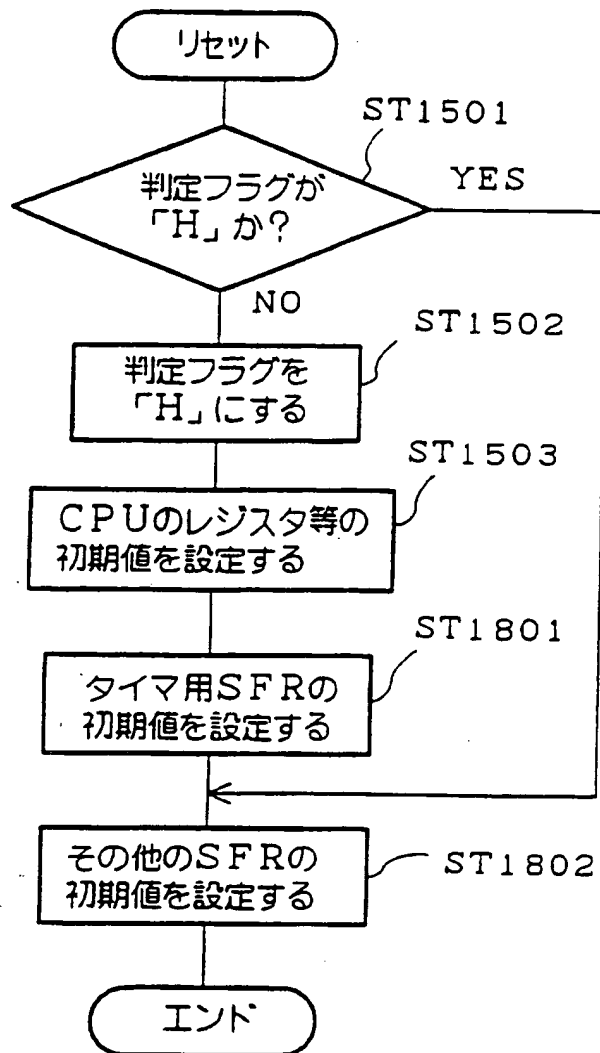 リセット
ST1501
判定フラグが
「H」か？
YES
NO
ST1502
判定フラグを
「H」にする
ST1503
CPUのレジスタ等の
初期値を設定する
ST1801
タイマ用SFRの
初期値を設定する
その他のSFRの
初期値を設定する
ST1802
エンド